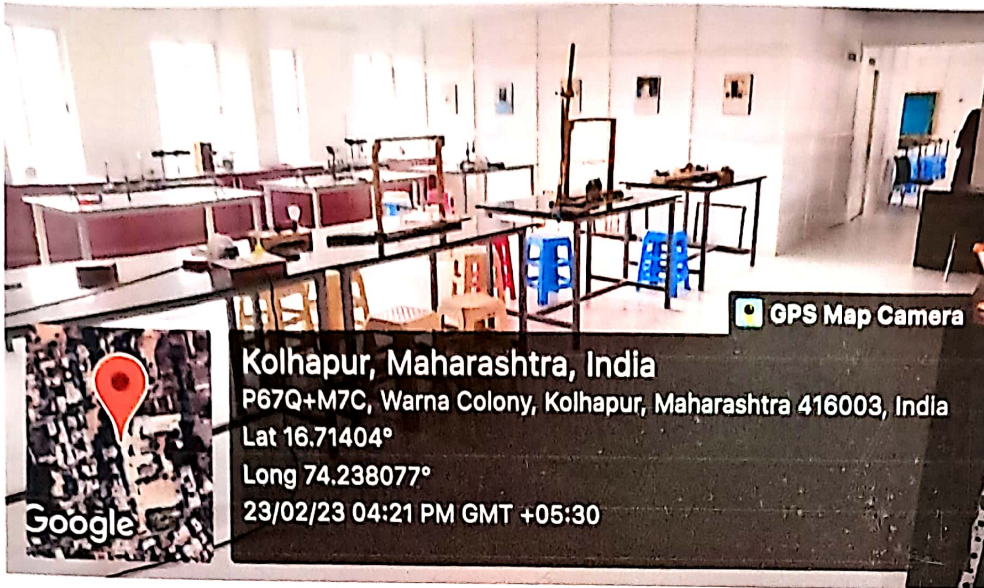 GPS Map Camera
Kolhapur, Maharashtra, India
P67Q+M7C, Warna Colony, Kolhapur, Maharashtra 416003, India
Lat 16.71404°
Long 74.238077°
23/02/23 04:21 PM GMT +05:30
Google